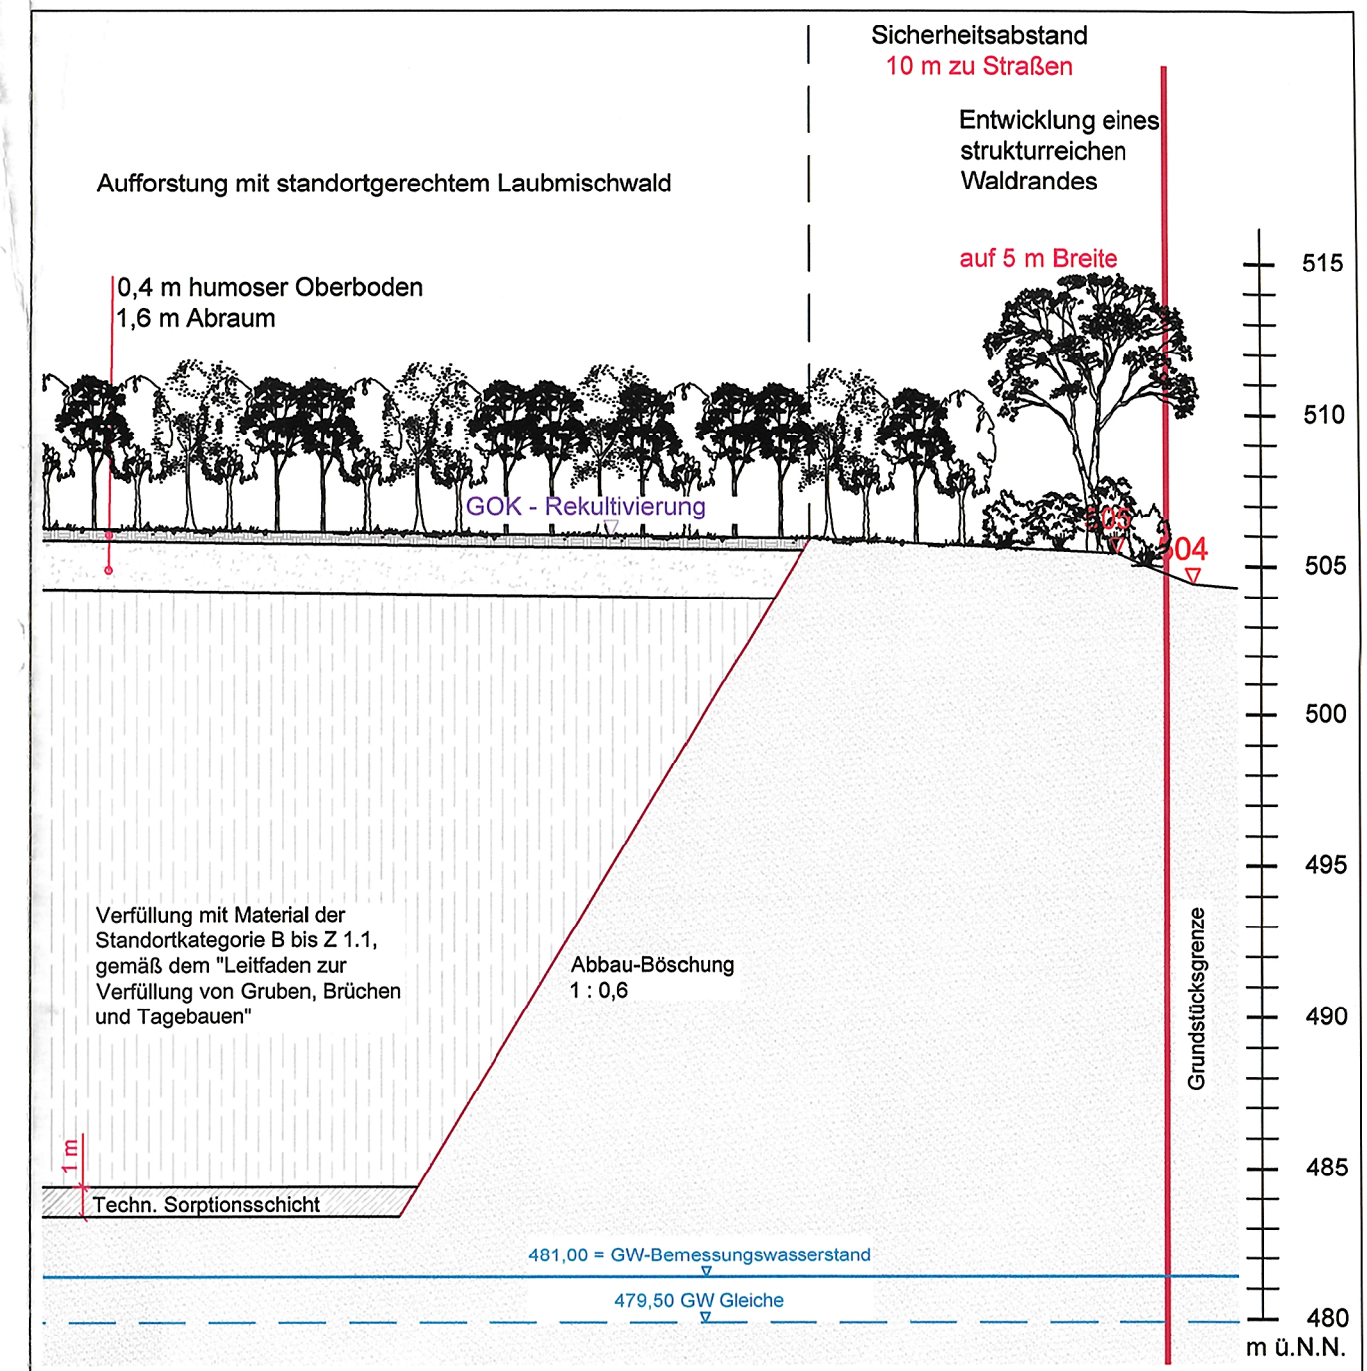 Sicherheitsabstand
10 m zu Straßen
Entwicklung eines
strukturreichen
Waldrandes
auf 5 m Breite
Aufforstung mit standortgerechtem Laubmischwald
0,4 m humoser Oberboden
1,6 m Abraum
GOK - Rekultivierung
505
504
515
510
505
500
495
490
485
480
m ü.N.N.
Verfüllung mit Material der
Standortkategorie B bis Z 1.1,
gemäß dem "Leitfaden zur
Verfüllung von Gruben, Brüchen
und Tagebauen"
Abbau-Böschung
1 : 0,6
Grundstücksgrenze
1 m
Techn. Sorptionsschicht
481,00 = GW-Bemessungswasserstand
479,50 GW Gleiche